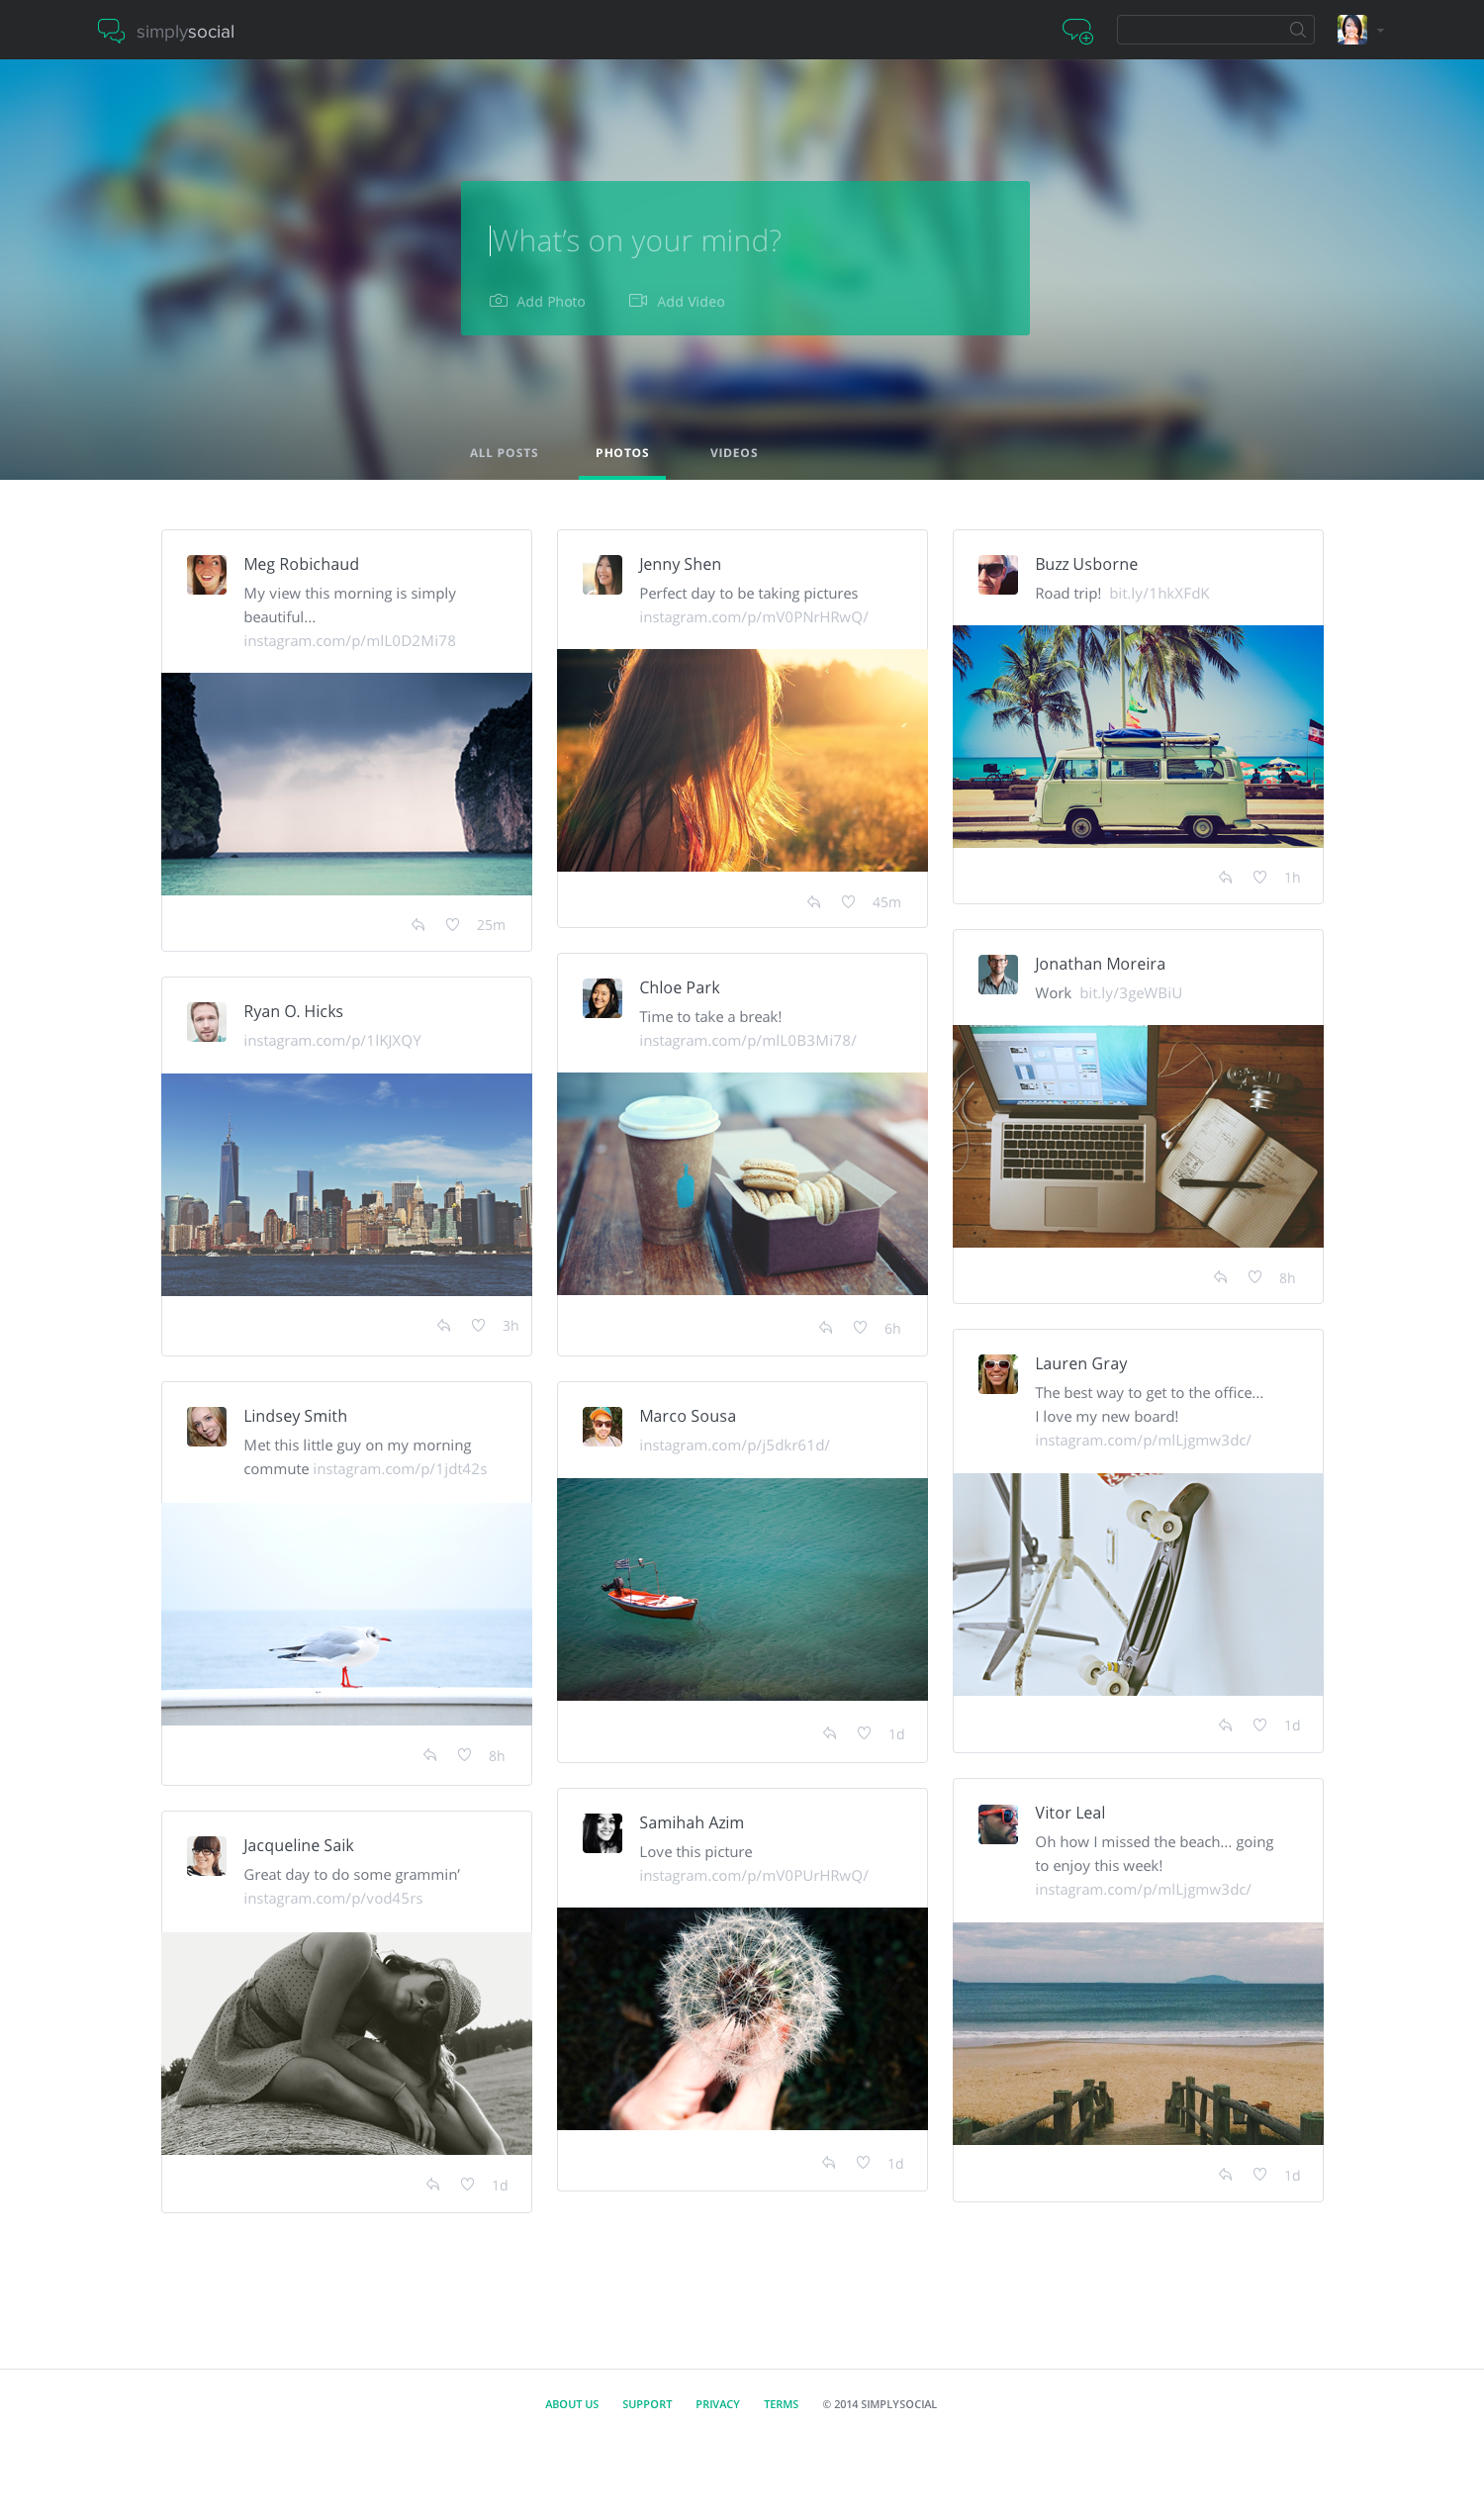 simplysocial
What's on your mind?
Add Photo Add Video
ALL POSTS PHOTOS VIDEOS
Meg Robichaud
My view this morning is simply
beautiful...
instagram.com/p/mlL0D2Mi78
25m
Ryan O. Hicks
instagram.com/p/1lKJXQY
3h
Lindsey Smith
Met this little guy on my morning
commute instagram.com/p/1jdt42s
8h
Jacqueline Saik
Great day to do some grammin’
instagram.com/p/vod45rs
1d
Jenny Shen
Perfect day to be taking pictures
instagram.com/p/mV0PNrHRwQ/
45m
Chloe Park
Time to take a break!
instagram.com/p/mlL0B3Mi78/
6h
Marco Sousa
instagram.com/p/j5dkr61d/
1d
Samihah Azim
Love this picture
instagram.com/p/mV0PUrHRwQ/
1d
Buzz Usborne
Road trip! bit.ly/1hkXFdK
1h
Jonathan Moreira
Work bit.ly/3geWBiU
8h
Lauren Gray
The best way to get to the office...
I love my new board!
instagram.com/p/mlLjgmw3dc/
1d
Vitor Leal
Oh how I missed the beach... going
to enjoy this week!
instagram.com/p/mlLjgmw3dc/
1d
ABOUT US SUPPORT PRIVACY TERMS © 2014 SIMPLYSOCIAL